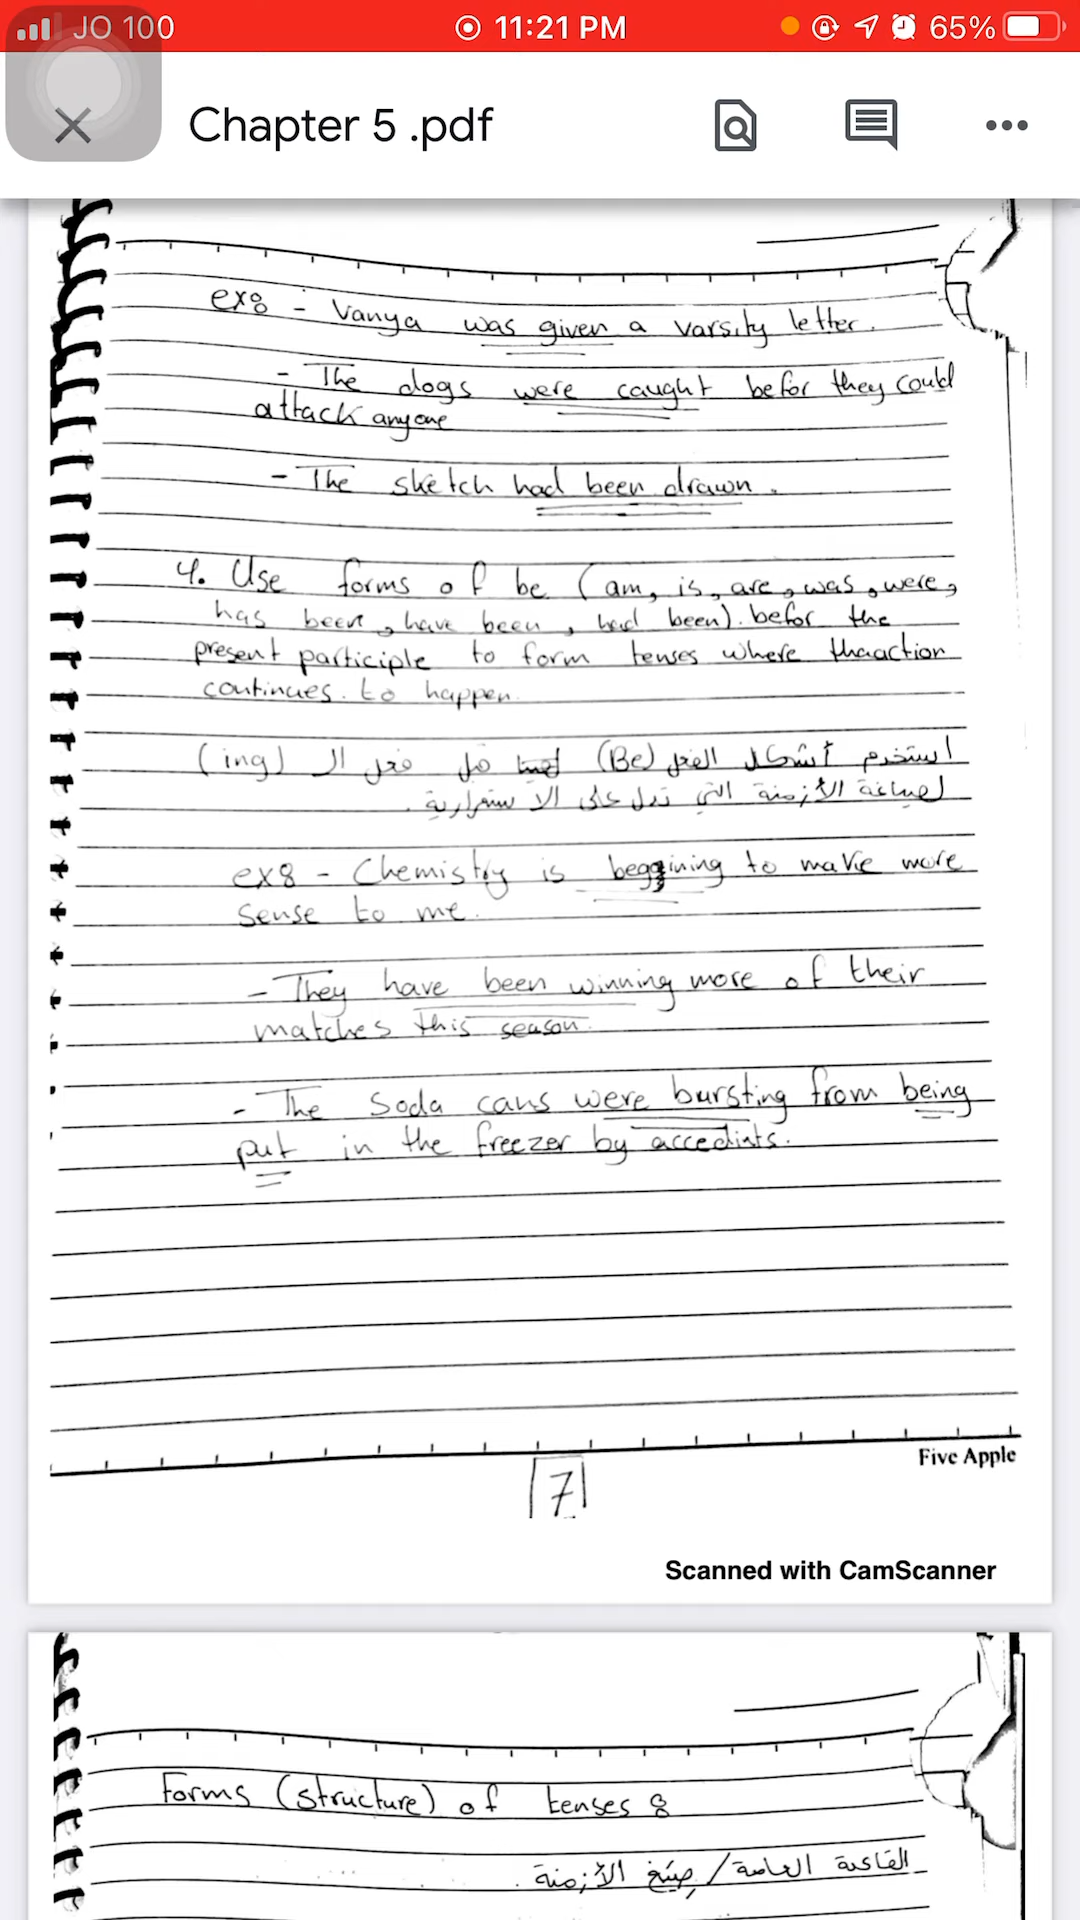 JO 100 11:21 PM 65%
Chapter 5 .pdf
ex8 - Vanya was given a varsity letter.
- The dogs were caught befor they could
attack anyone
- The sketch had been drawn.
4. Use forms of be (am, is, are, was, were,
has been, have been, had been). befor the
present participle to form tenses where thaaction
continues. to happen.
استخدم أشكال الفعل (Be) قبل فعل الـ (ing)
لصياغة الأزمنة التي تدل على الاستمرارية .
ex8 - Chemistry is beggining to make more
sense to me.
- They have been winning more of their
matches this season.
- The Soda cans were bursting from being
put in the freezer by accedints.
7
Five Apple
Scanned with CamScanner
Forms (structure) of tenses 8
القاعدة العامة / صيغ الأزمنة .